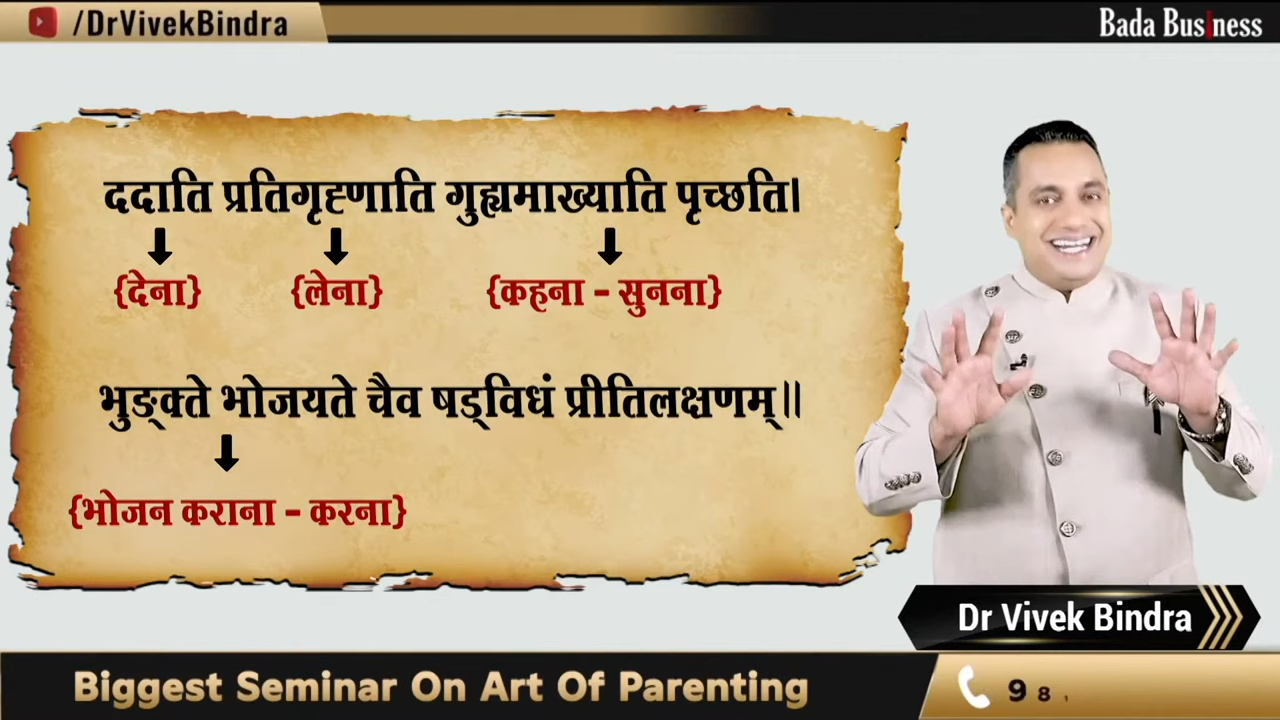 /DrVivekBindra
Bada Business
ददाति प्रतिगृह्णाति गुह्यमाख्याति पृच्छति।
{देना} {लेना} {कहना - सुनना}
भुङ्क्ते भोजयते चैव षड्विधं प्रीतिलक्षणम्॥
{भोजन कराना - करना}
Dr Vivek Bindra
Biggest Seminar On Art Of Parenting
98